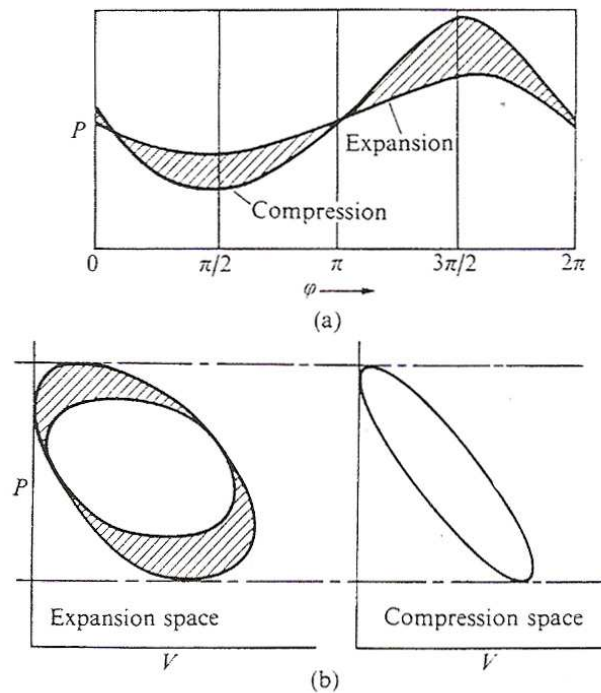 P
Expansion
Compression
0 π/2 π 3π/2 2π
φ
(a)
P
Expansion space Compression space
V V
(b)